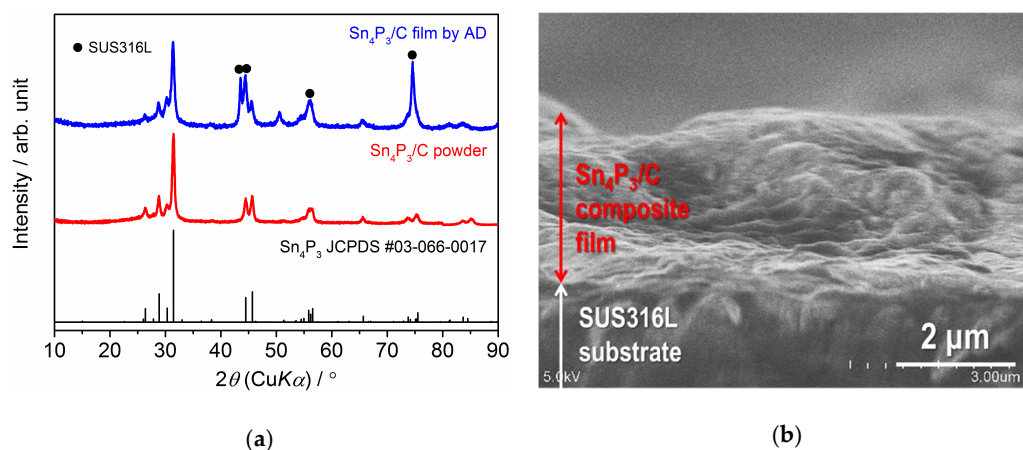 Sn₄P₃/C film by AD
● SUS316L
Sn₄P₃/C powder
Sn₄P₃ JCPDS #03-066-0017
Intensity / arb. unit
10 20 30 40 50 60 70 80 90
2θ (CuKα) / °
(a)
Sn₄P₃/C
composite
film
SUS316L
substrate
2 μm
5.0kV
3.00um
(b)